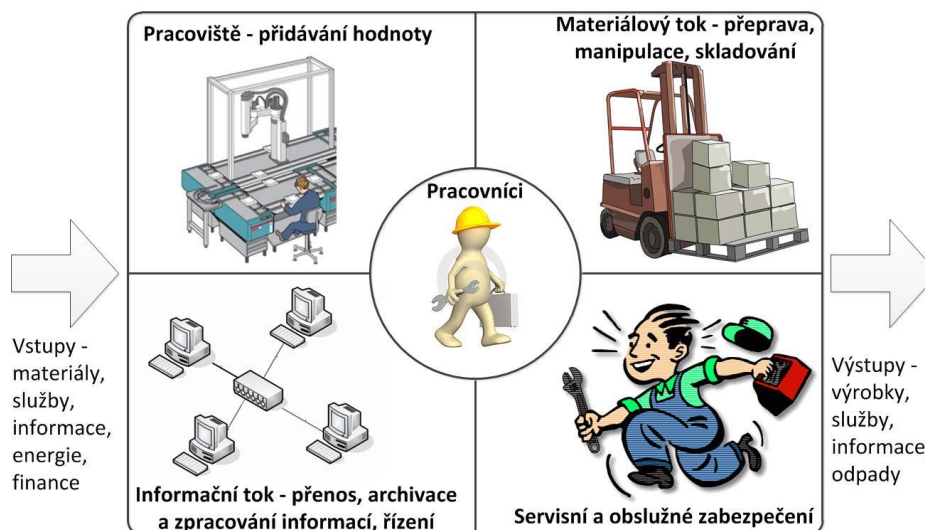 Pracoviště - přidávání hodnoty
Materiálový tok - přeprava,
manipulace, skladování
Pracovníci
Vstupy -
materiály,
služby,
informace,
energie,
finance
Výstupy -
výrobky,
služby,
informace
odpady
Informační tok - přenos, archivace
a zpracování informací, řízení
Servisní a obslužné zabezpečení